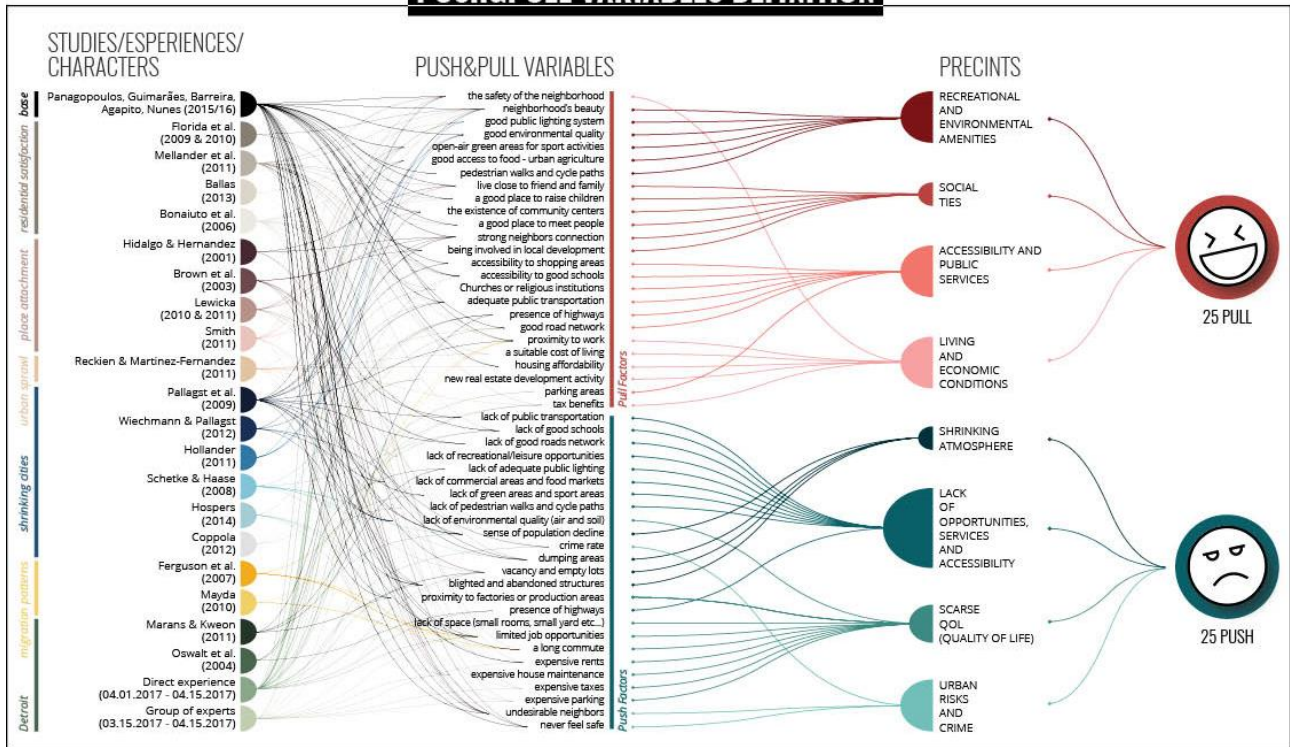 PUSH&PULL VARIABLES DEFINITION
STUDIES/ESPERIENCES/
CHARACTERS
base
residential satisfaction
place attachment
urban sprawl
shrinking cities
migration patterns
Detroit
Panagopoulos, Guimarães, Barreira,
Agapito, Nunes (2015/16)
Florida et al.
(2009 & 2010)
Mellander et al.
(2011)
Ballas
(2013)
Bonaiuto et al.
(2006)
Hidalgo & Hernandez
(2001)
Brown et al.
(2003)
Lewicka
(2010 & 2011)
Smith
(2011)
Reckien & Martinez-Fernandez
(2011)
Pallagst et al.
(2009)
Wiechmann & Pallagst
(2012)
Hollander
(2011)
Schetke & Haase
(2008)
Hospers
(2014)
Coppola
(2012)
Ferguson et al.
(2007)
Mayda
(2010)
Marans & Kweon
(2011)
Oswalt et al.
(2004)
Direct experience
(04.01.2017 - 04.15.2017)
Group of experts
(03.15.2017 - 04.15.2017)
PUSH&PULL VARIABLES
the safety of the neighborhood
neighborhood's beauty
good public lighting system
good environmental quality
open-air green areas for sport activities
good access to food - urban agriculture
pedestrian walks and cycle paths
live close to friend and family
a good place to raise children
the existence of community centers
a good place to meet people
strong neighbors connection
being involved in local development
accessibility to shopping areas
accessibility to good schools
Churches or religious institutions
adequate public transportation
presence of highways
good road network
proximity to work
a suitable cost of living
housing affordability
new real estate development activity
parking areas
tax benefits
Pull Factors
lack of public transportation
lack of good schools
lack of good roads network
lack of recreational/leisure opportunities
lack of adequate public lighting
lack of commercial areas and food markets
lack of green areas and sport areas
lack of pedestrian walks and cycle paths
lack of environmental quality (air and soil)
sense of population decline
crime rate
dumping areas
vacancy and empty lots
blighted and abandoned structures
proximity to factories or production areas
presence of highways
lack of space (small rooms, small yard etc...)
limited job opportunities
a long commute
expensive rents
expensive house maintenance
expensive taxes
expensive parking
undesirable neighbors
never feel safe
Push Factors
PRECINTS
RECREATIONAL
AND
ENVIRONMENTAL
AMENITIES
SOCIAL
TIES
ACCESSIBILITY AND
PUBLIC
SERVICES
LIVING
AND
ECONOMIC
CONDITIONS
SHRINKING
ATMOSPHERE
LACK
OF
OPPORTUNITIES,
SERVICES
AND
ACCESSIBILITY
SCARSE
QOL
(QUALITY OF LIFE)
URBAN
RISKS
AND
CRIME
25 PULL
25 PUSH